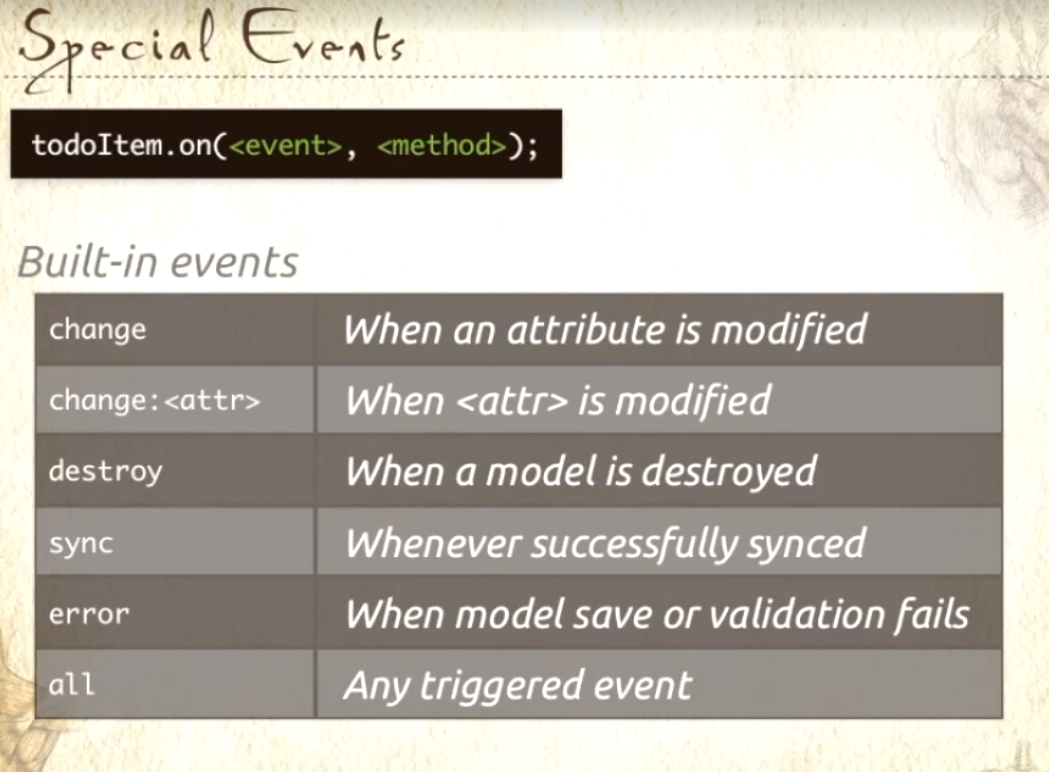 Special Events
todoItem.on(<event>, <method>);
Built-in events
change When an attribute is modified
change:<attr> When <attr> is modified
destroy When a model is destroyed
sync Whenever successfully synced
error When model save or validation fails
all Any triggered event